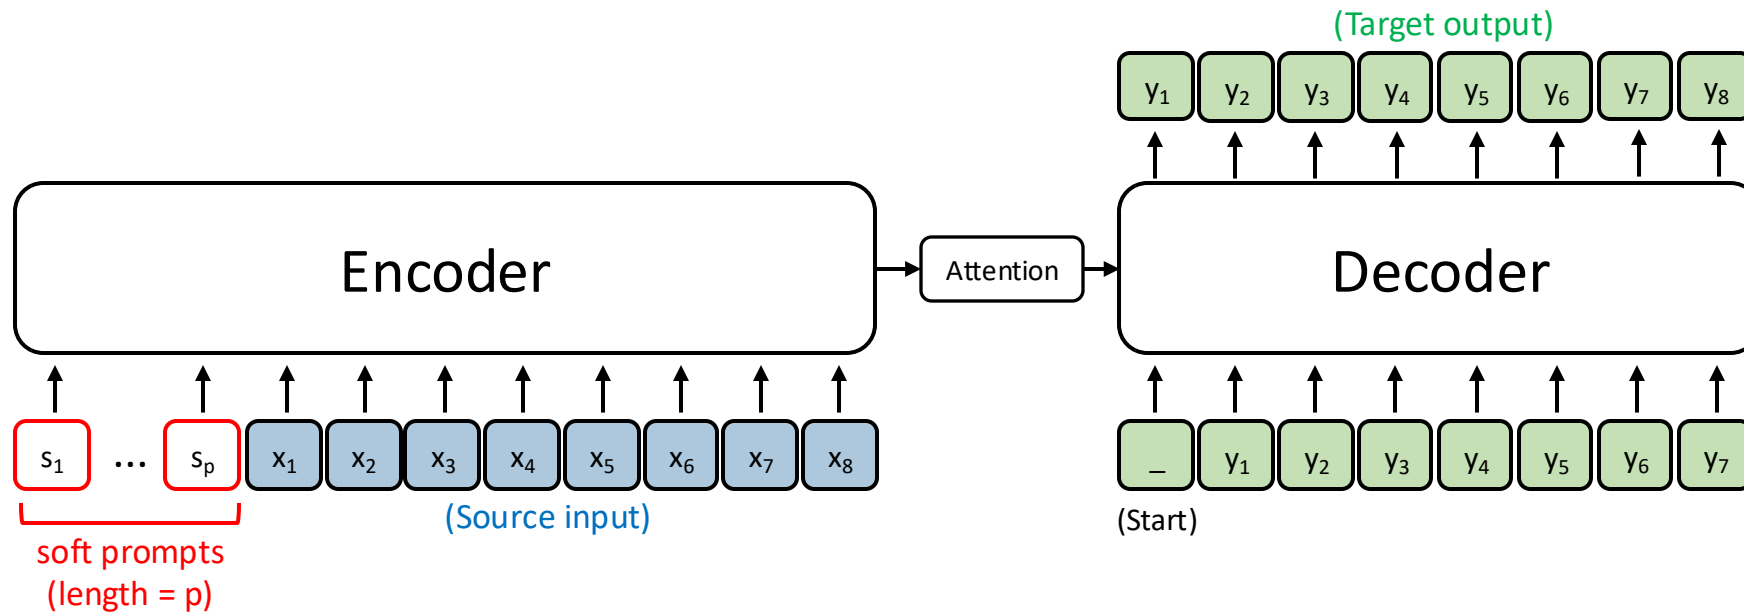 (Target output)
y₁ y₂ y₃ y₄ y₅ y₆ y₇ y₈
Encoder
Attention
Decoder
s₁ ... sₚ x₁ x₂ x₃ x₄ x₅ x₆ x₇ x₈
_ y₁ y₂ y₃ y₄ y₅ y₆ y₇
(Source input)
(Start)
soft prompts
(length = p)